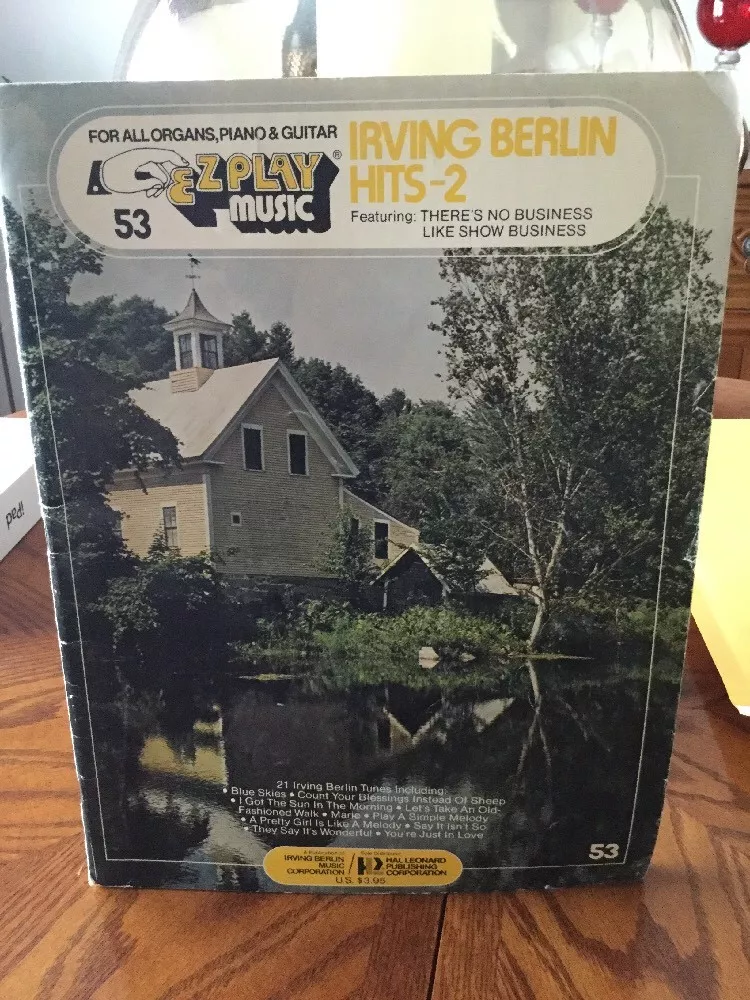 FOR ALL ORGANS, PIANO & GUITAR
EZ PLAY ®
MUSIC
53
IRVING BERLIN
HITS-2
Featuring: THERE'S NO BUSINESS
LIKE SHOW BUSINESS
iPad
21 Irving Berlin Tunes Including:
• Blue Skies • Count Your Blessings Instead Of Sheep
• I Got The Sun In The Morning • Let's Take An Old-
Fashioned Walk • Marie • Play A Simple Melody
• A Pretty Girl Is Like A Melody • Say It Isn't So
• They Say It's Wonderful • You're Just In Love
53
IRVING BERLIN
MUSIC
CORPORATION
HAL LEONARD
PUBLISHING
CORPORATION
U.S. $3.95